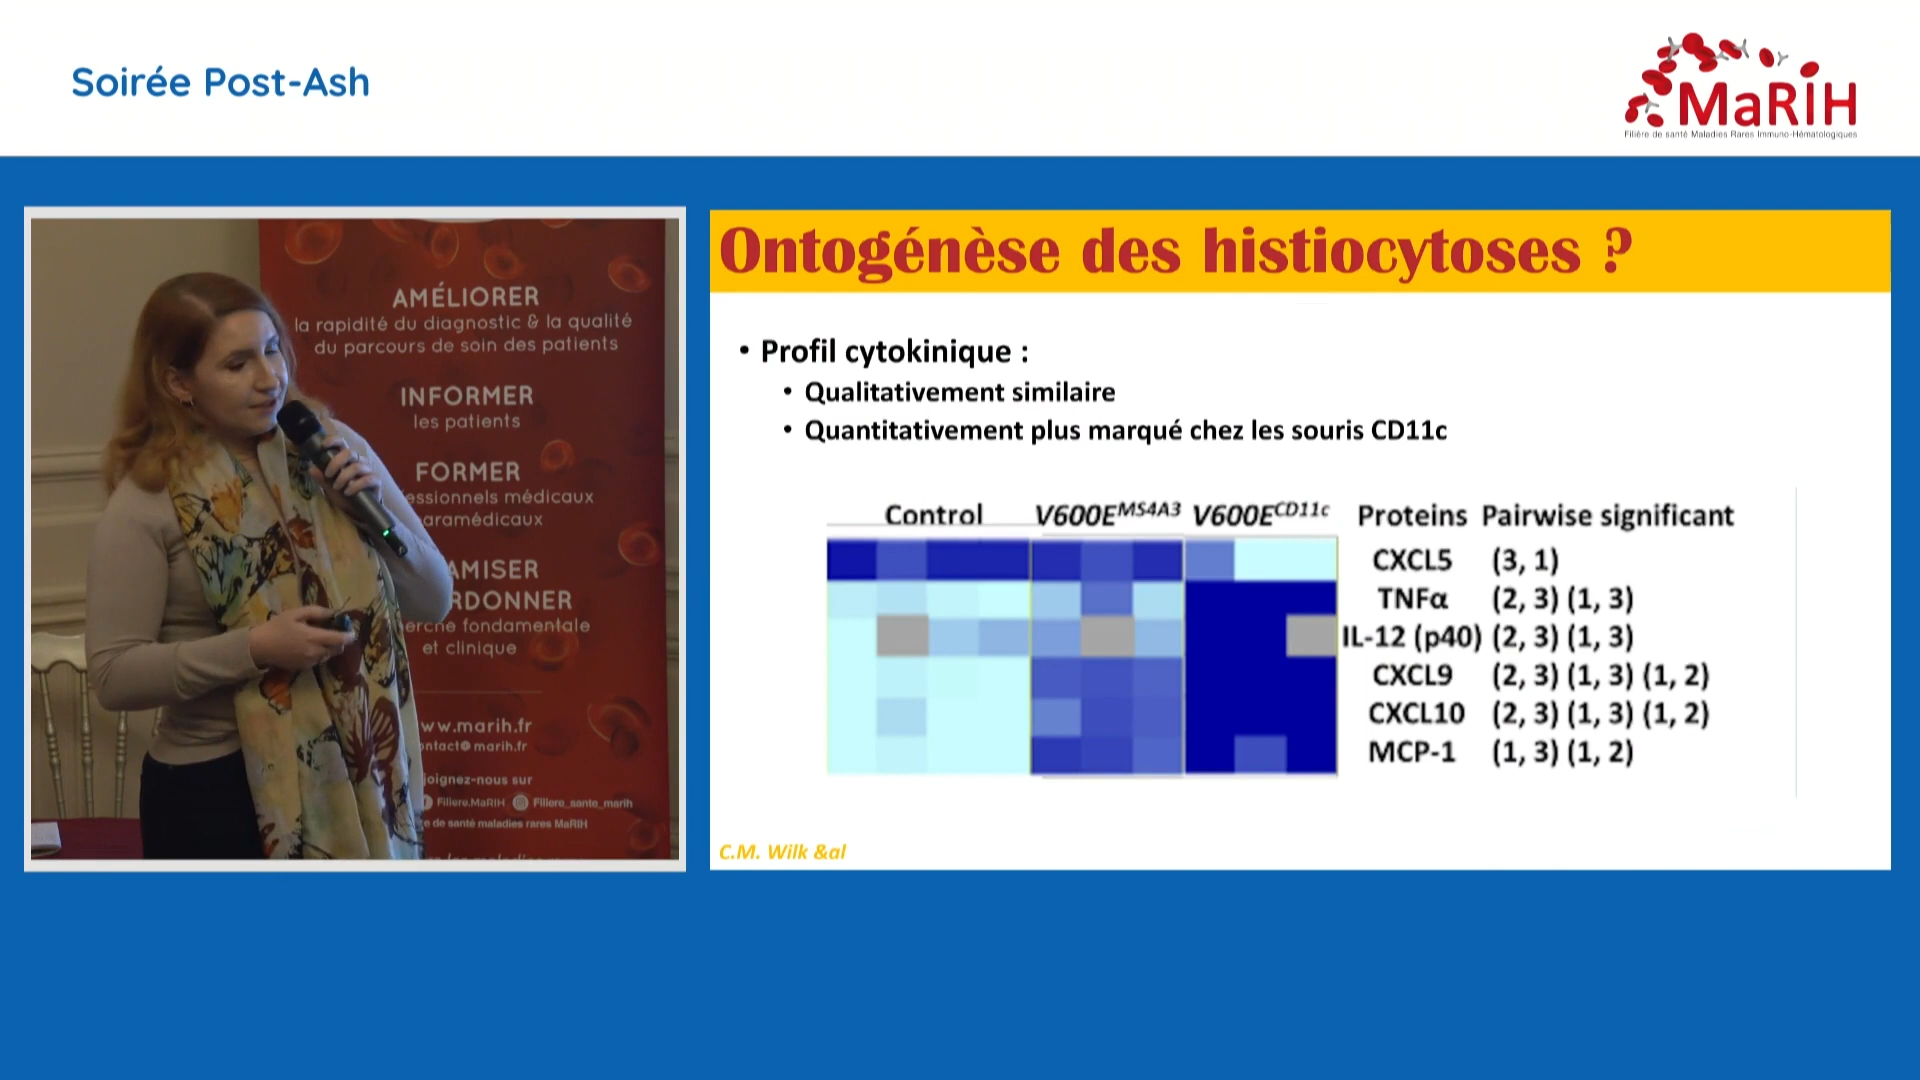 Soirée Post-Ash
MaRIH
Filière de santé Maladies Rares Immuno-Hématologiques
AMÉLIORER
la rapidité du diagnostic & la qualité
du parcours de soin des patients
INFORMER
les patients
FORMER
essionnels médicaux
aramédicaux
AMISER
RDONNER
erche fondamentale
et clinique
ww.marih.fr
ntact@marih.fr
joignez-nous sur
Filiere.MaRIH Filiere_sante_marih
e de santé maladies rares MaRIH
Ontogénèse des histiocytoses ?
• Profil cytokinique :
• Qualitativement similaire
• Quantitativement plus marqué chez les souris CD11c
Control V600E^MS4A3 V600E^CD11c Proteins Pairwise significant
CXCL5 (3, 1)
TNFα (2, 3) (1, 3)
IL-12 (p40) (2, 3) (1, 3)
CXCL9 (2, 3) (1, 3) (1, 2)
CXCL10 (2, 3) (1, 3) (1, 2)
MCP-1 (1, 3) (1, 2)
C.M. Wilk &al